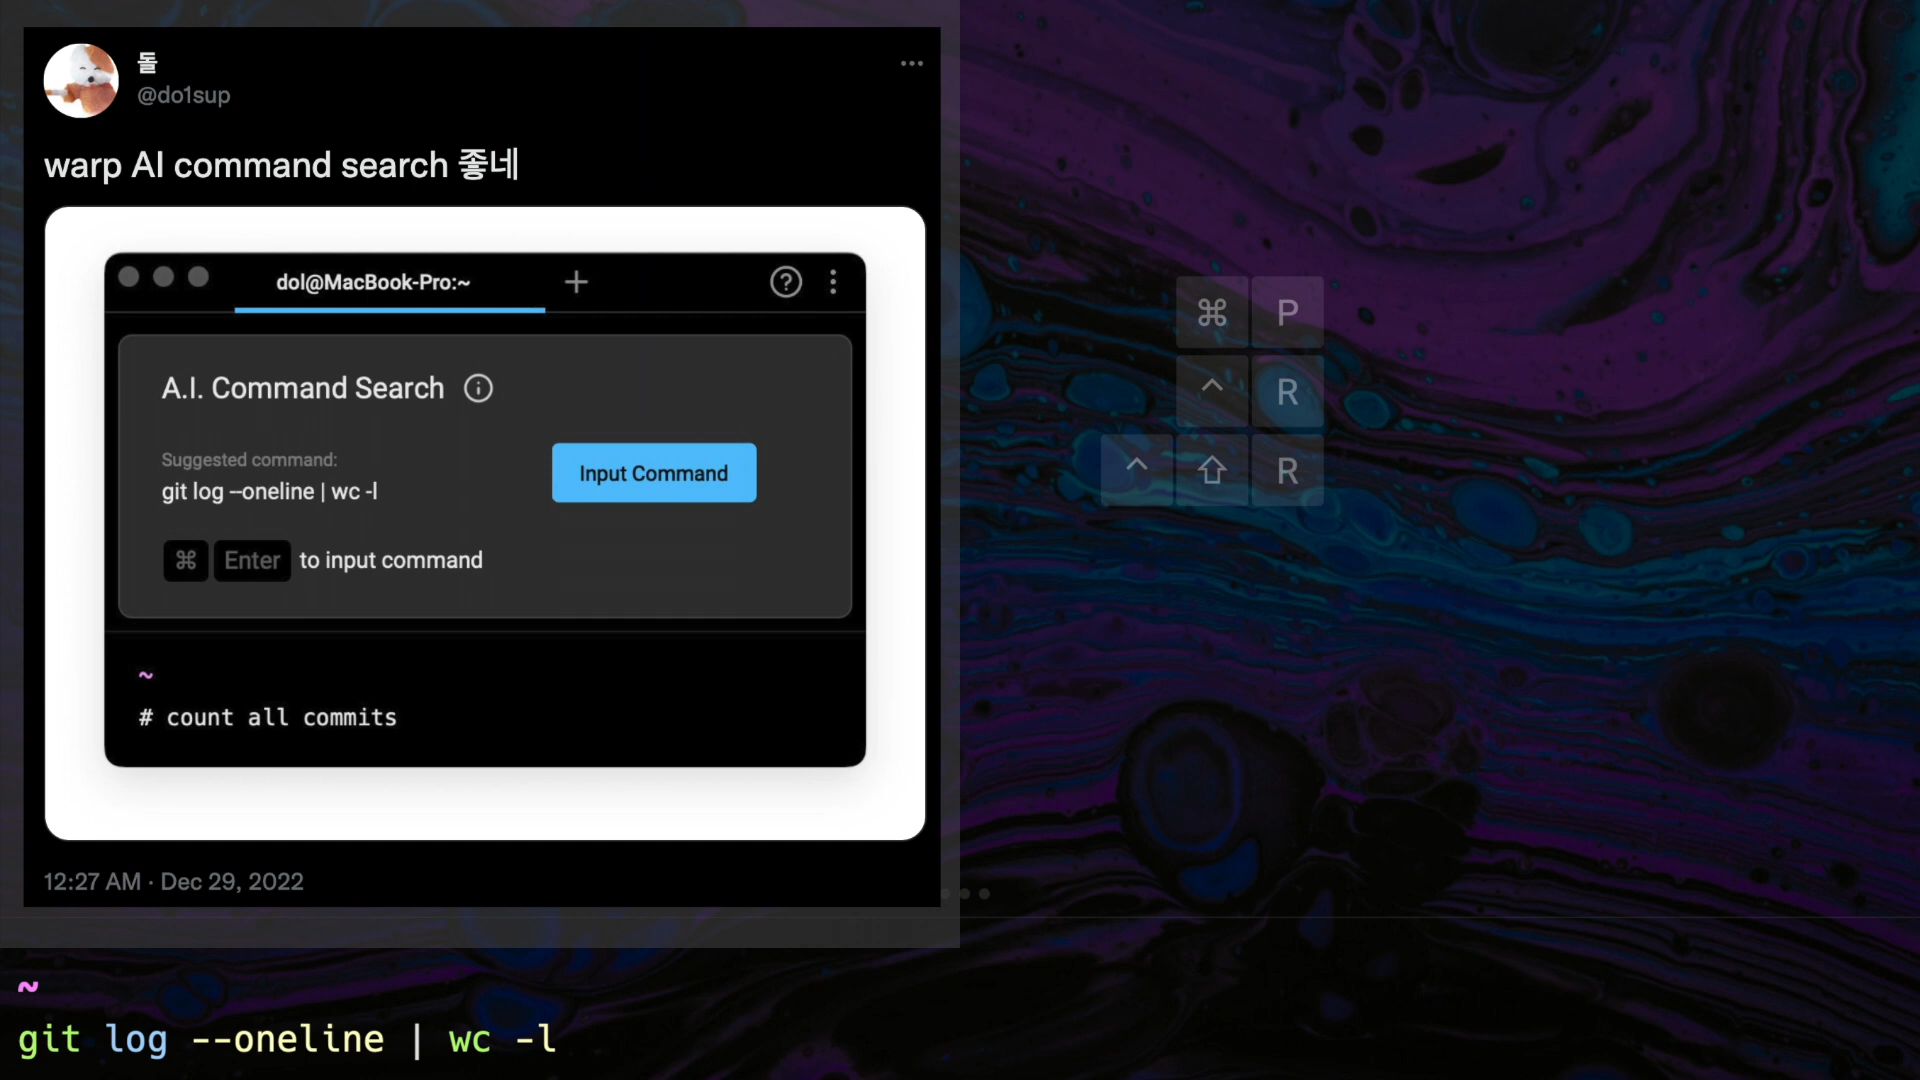 돌
@do1sup
warp AI command search 좋네
dol@MacBook-Pro:~
A.I. Command Search
Suggested command:
git log --oneline | wc -l
Input Command
⌘ Enter to input command
~
# count all commits
12:27 AM · Dec 29, 2022
⌘ P
^ R
^ ⇧ R
~
git log --oneline | wc -l